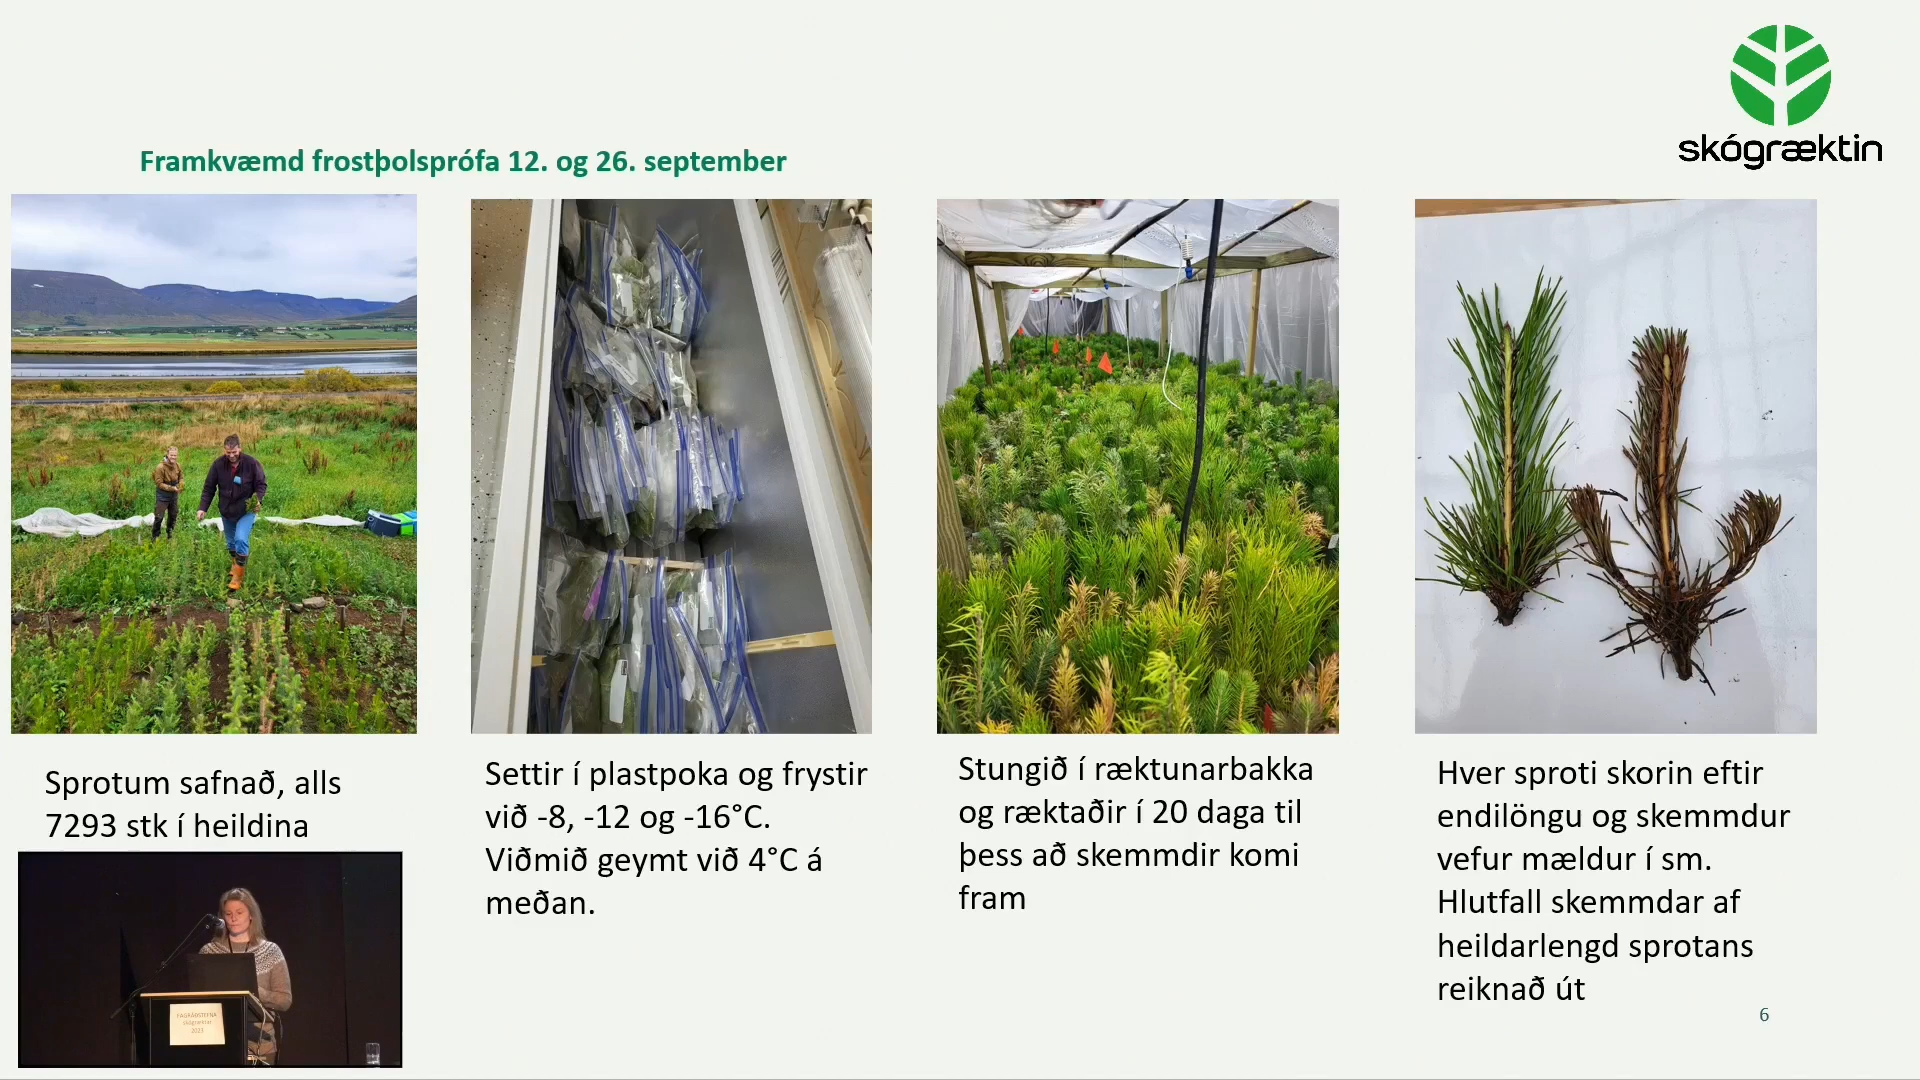 skógræktin
Framkvæmd frostþolsprófa 12. og 26. september
Sprotum safnað, alls
7293 stk í heildina
Settir í plastpoka og frystir
við -8, -12 og -16°C.
Viðmið geymt við 4°C á
meðan.
Stungið í ræktunarbakka
og ræktaðir í 20 daga til
þess að skemmdir komi
fram
Hver sproti skorin eftir
endilöngu og skemmdur
vefur mældur í sm.
Hlutfall skemmdar af
heildarlengd sprotans
reiknað út
FAGRÁÐSTEFNA
skógræktar
2023
6